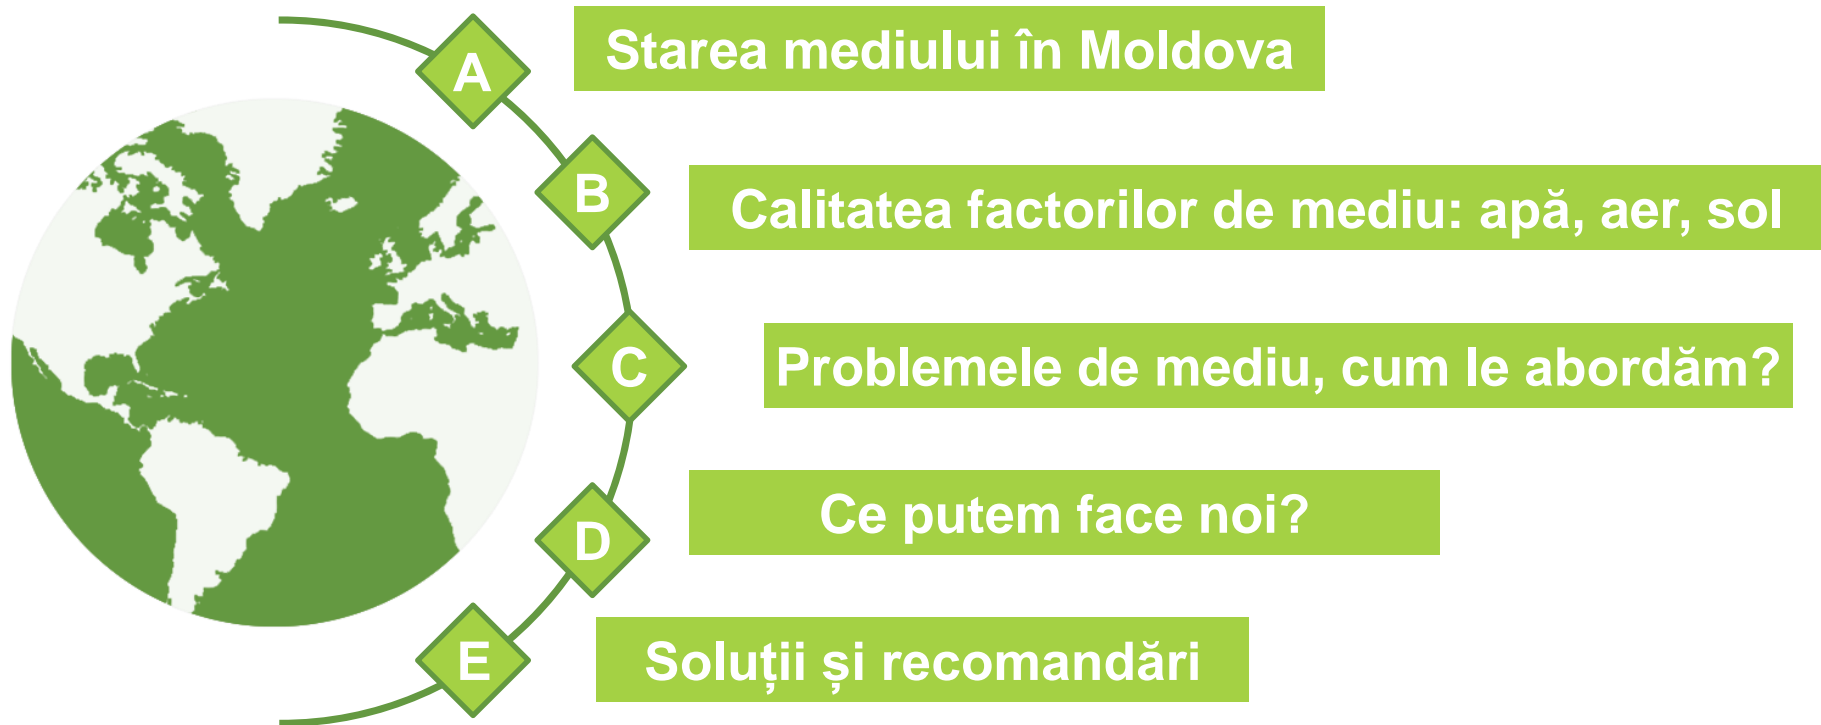 A
Starea mediului în Moldova
B
Calitatea factorilor de mediu: apă, aer, sol
C
Problemele de mediu, cum le abordăm?
D
Ce putem face noi?
E
Soluții și recomandări